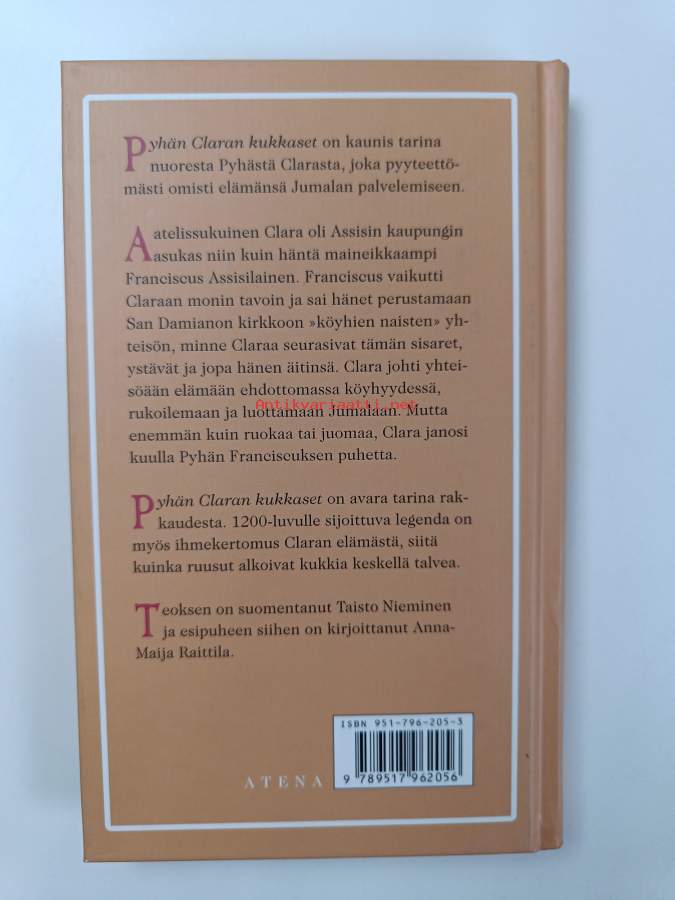 Pyhän Claran kukkaset on kaunis tarina
nuoresta Pyhästä Clarasta, joka pyyteettö-
mästi omisti elämänsä Jumalan palvelemiseen.
Aatelissukuinen Clara oli Assisin kaupungin
asukas niin kuin häntä maineikkaampi
Franciscus Assisilainen. Franciscus vaikutti
Claraan monin tavoin ja sai hänet perustamaan
San Damianon kirkkoon »köyhien naisten» yh-
teisön, minne Claraa seurasivat tämän sisaret,
ystävät ja jopa hänen äitinsä. Clara johti yhtei-
söään elämään ehdottomassa köyhyydessä,
rukoilemaan ja luottamaan Jumalaan. Mutta
Antikvariaatti.net
enemmän kuin ruokaa tai juomaa, Clara janosi
kuulla Pyhän Franciscuksen puhetta.
Pyhän Claran kukkaset on avara tarina rak-
kaudesta. 1200-luvulle sijoittuva legenda on
myös ihmekertomus Claran elämästä, siitä
kuinka ruusut alkoivat kukkia keskellä talvea.
Teoksen on suomentanut Taisto Nieminen
ja esipuheen siihen on kirjoittanut Anna-
Maija Raittila.
ISBN 951-796-205-3
ATENA
9 789517 962056